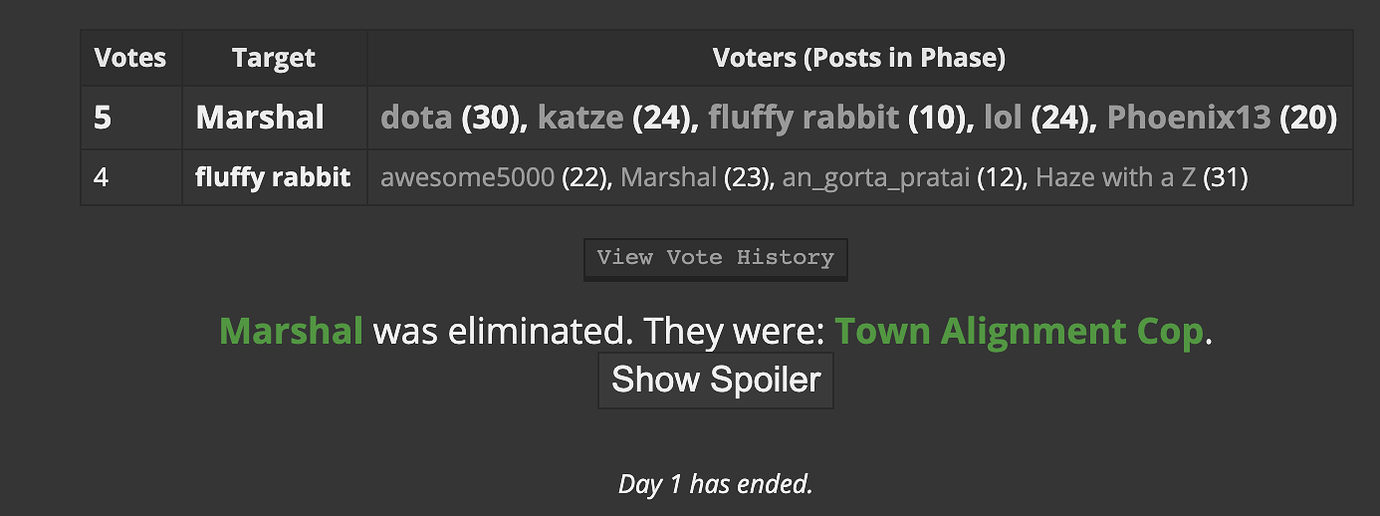 Votes Target Voters (Posts in Phase)
5 Marshal dota (30), katze (24), fluffy rabbit (10), lol (24), Phoenix13 (20)
4 fluffy rabbit awesome5000 (22), Marshal (23), an_gorta_pratai (12), Haze with a Z (31)
View Vote History
Marshal was eliminated. They were: Town Alignment Cop.
Show Spoiler
Day 1 has ended.